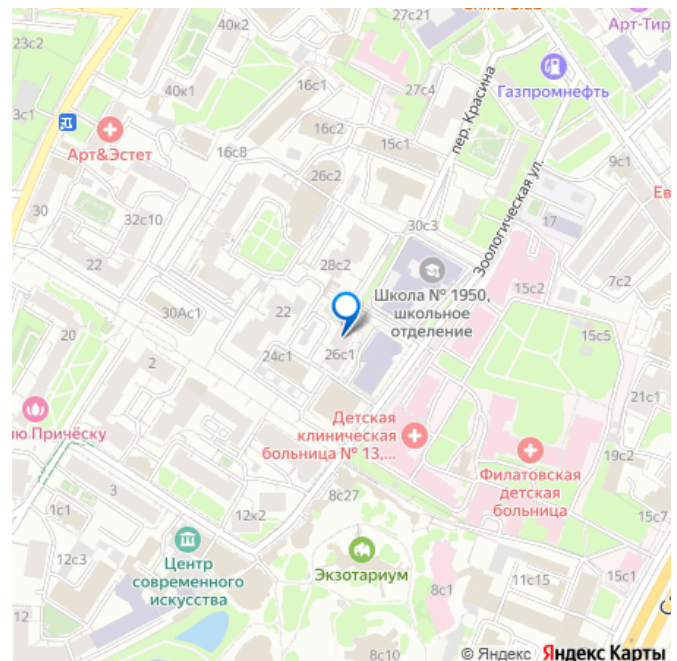 27с21
23с2
40к2
China Club
Арт-Тир
27с4
16с1
Газпромнефть
40к1
3с1
16с2
пер. Красина
Арт&Эстет
15с1
16с8
9с1
26с2
Ев
Зоологическая ул.
30
32с10
30с3
17
22
28с2
Школа № 1950,
школьное
отделение
15с2
7с2
30Ас1
22
20
24с1
26с1
15с5
21с1
ю Причёску
Детская
клиническая
больница № 13,...
19с2
Филатовская
детская
больница
3
8с27
1с1
12к2
15с7
12с3
Центр
современного
искусства
Экзотариум
11с15
15с1
8с1
12
8с10
© Яндекс Яндекс Карты